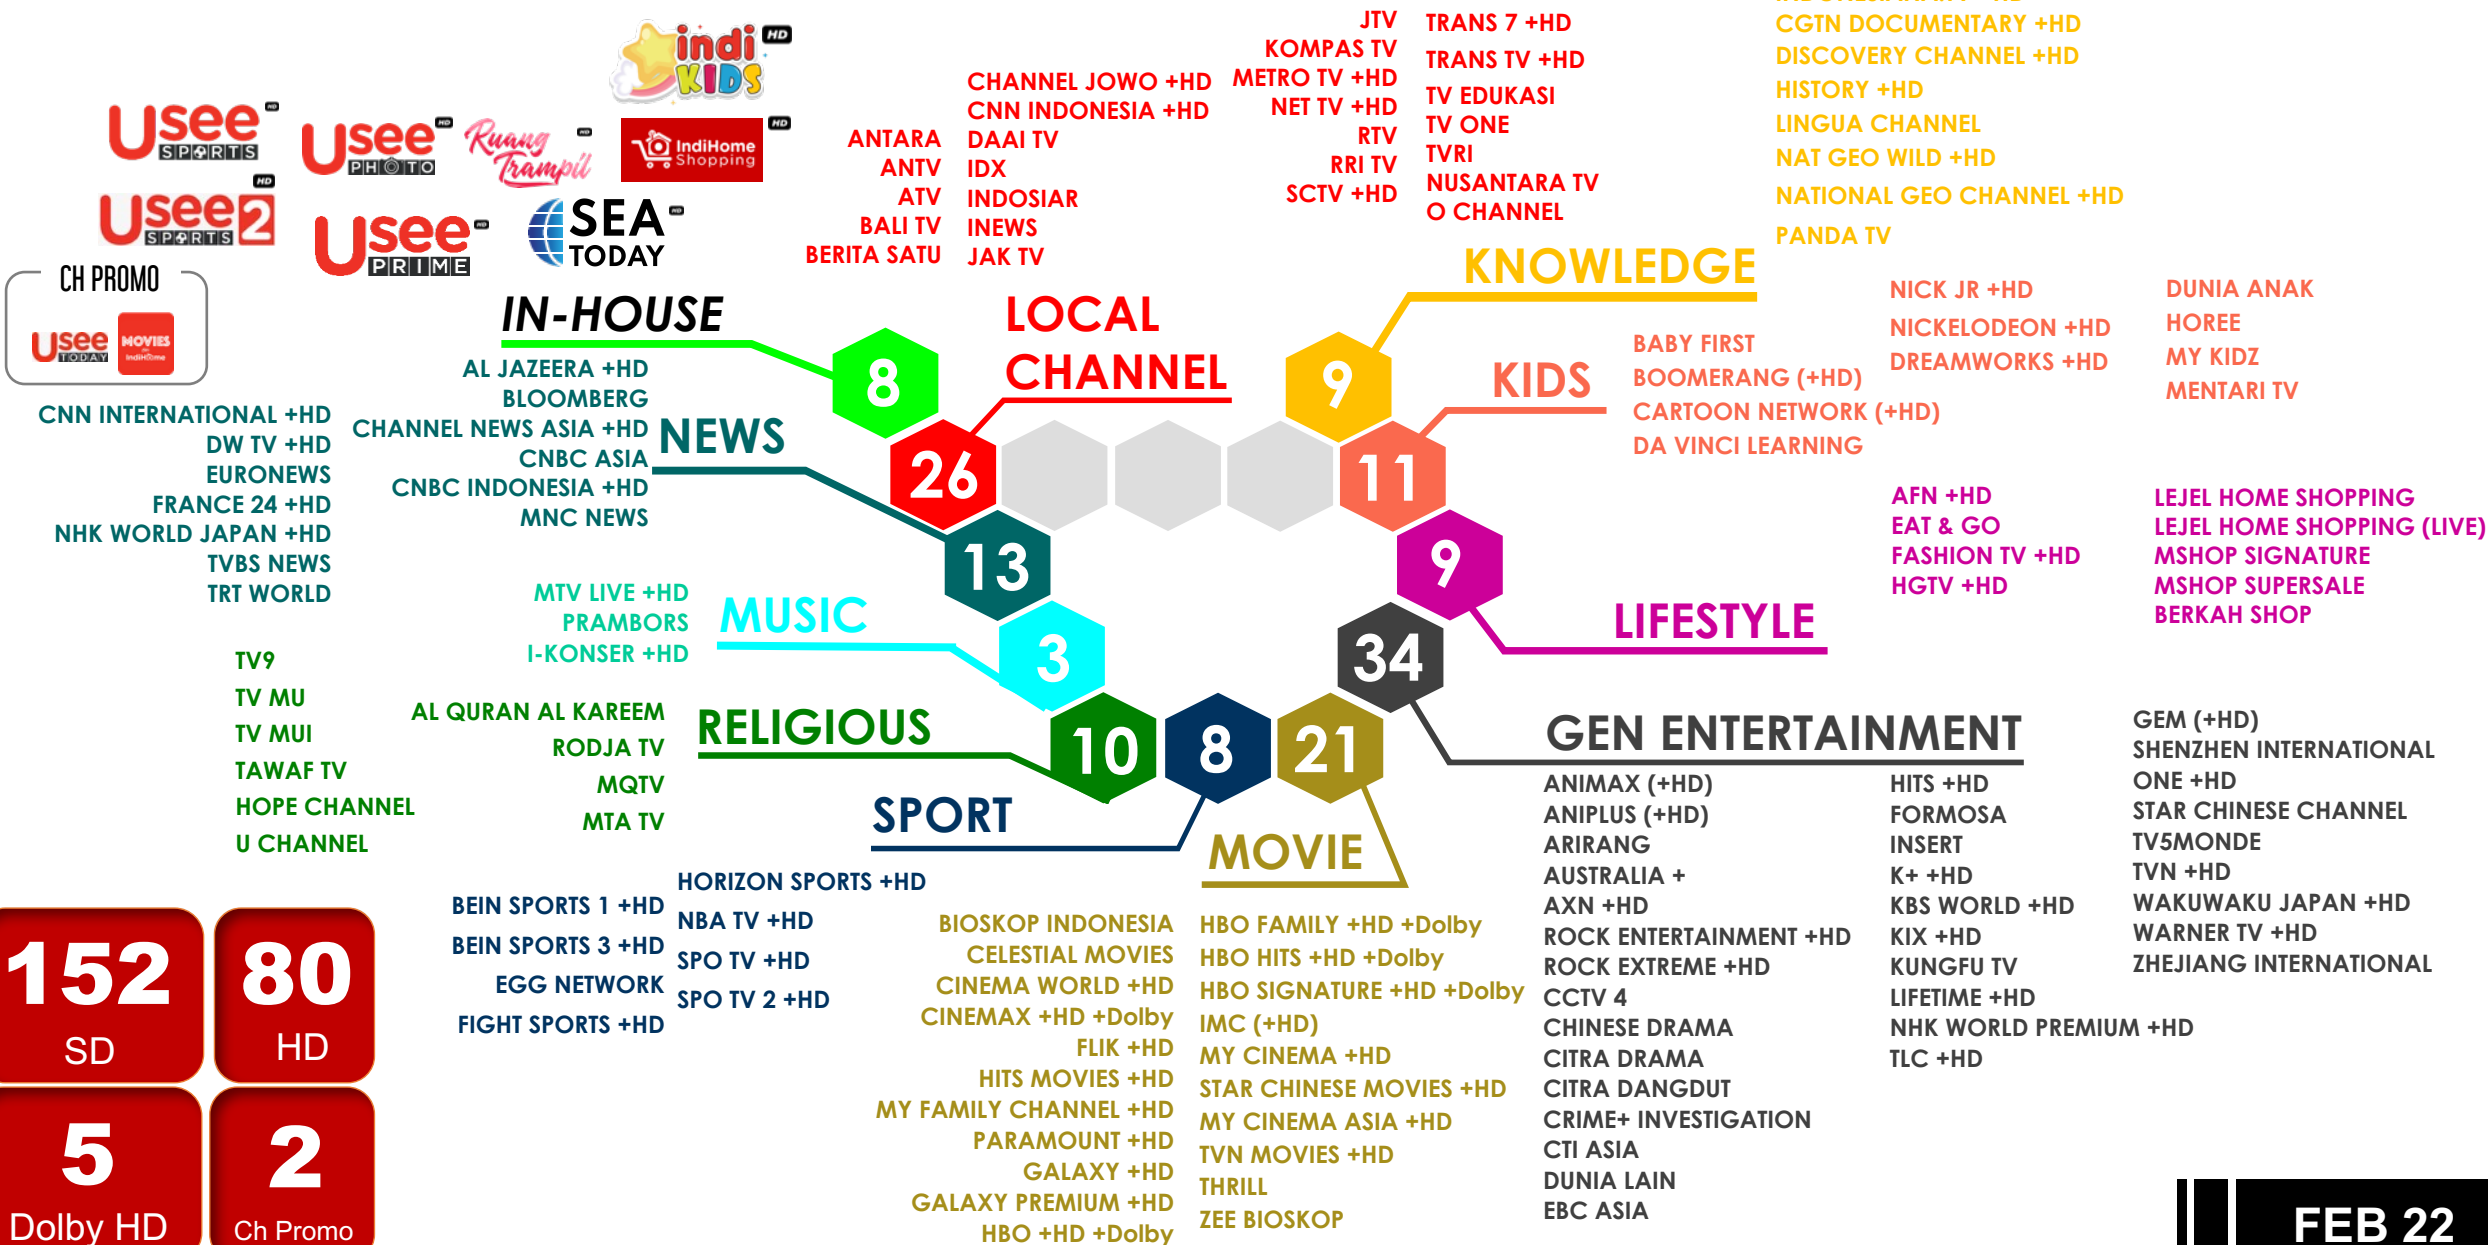 indi KIDS HD
Usee SPORTS HD
Usee PHOTO HD
Ruang Trampil HD
IndiHome Shopping HD
Usee SPORTS 2 HD
Usee PRIME HD
SEA TODAY HD
CH PROMO
Usee TODAY
MOVIES IndiHome
IN-HOUSE
8
ANTARA
ANTV
ATV
BALI TV
BERITA SATU
CHANNEL JOWO +HD
CNN INDONESIA +HD
DAAI TV
IDX
INDOSIAR
INEWS
JAK TV
JTV
KOMPAS TV
METRO TV +HD
NET TV +HD
RTV
RRI TV
SCTV +HD
TRANS 7 +HD
TRANS TV +HD
TV EDUKASI
TV ONE
TVRI
NUSANTARA TV
O CHANNEL
LOCAL
CHANNEL
26
CGTN DOCUMENTARY +HD
DISCOVERY CHANNEL +HD
HISTORY +HD
LINGUA CHANNEL
NAT GEO WILD +HD
NATIONAL GEO CHANNEL +HD
PANDA TV
KNOWLEDGE
9
KIDS
11
BABY FIRST
BOOMERANG (+HD)
CARTOON NETWORK (+HD)
DA VINCI LEARNING
NICK JR +HD
NICKELODEON +HD
DREAMWORKS +HD
DUNIA ANAK
HOREE
MY KIDZ
MENTARI TV
NEWS
13
AL JAZEERA +HD
BLOOMBERG
CHANNEL NEWS ASIA +HD
CNBC ASIA
CNBC INDONESIA +HD
MNC NEWS
CNN INTERNATIONAL +HD
DW TV +HD
EURONEWS
FRANCE 24 +HD
NHK WORLD JAPAN +HD
TVBS NEWS
TRT WORLD
LIFESTYLE
9
AFN +HD
EAT & GO
FASHION TV +HD
HGTV +HD
LEJEL HOME SHOPPING
LEJEL HOME SHOPPING (LIVE)
MSHOP SIGNATURE
MSHOP SUPERSALE
BERKAH SHOP
MUSIC
3
MTV LIVE +HD
PRAMBORS
I-KONSER +HD
RELIGIOUS
10
TV9
TV MU
TV MUI
TAWAF TV
HOPE CHANNEL
U CHANNEL
AL QURAN AL KAREEM
RODJA TV
MQTV
MTA TV
SPORT
8
BEIN SPORTS 1 +HD
BEIN SPORTS 3 +HD
EGG NETWORK
FIGHT SPORTS +HD
HORIZON SPORTS +HD
NBA TV +HD
SPO TV +HD
SPO TV 2 +HD
MOVIE
21
BIOSKOP INDONESIA
CELESTIAL MOVIES
CINEMA WORLD +HD
CINEMAX +HD +Dolby
FLIK +HD
HITS MOVIES +HD
MY FAMILY CHANNEL +HD
PARAMOUNT +HD
GALAXY +HD
GALAXY PREMIUM +HD
HBO +HD +Dolby
HBO FAMILY +HD +Dolby
HBO HITS +HD +Dolby
HBO SIGNATURE +HD +Dolby
IMC (+HD)
MY CINEMA +HD
STAR CHINESE MOVIES +HD
MY CINEMA ASIA +HD
TVN MOVIES +HD
THRILL
ZEE BIOSKOP
GEN ENTERTAINMENT
34
ANIMAX (+HD)
ANIPLUS (+HD)
ARIRANG
AUSTRALIA +
AXN +HD
ROCK ENTERTAINMENT +HD
ROCK EXTREME +HD
CCTV 4
CHINESE DRAMA
CITRA DRAMA
CITRA DANGDUT
CRIME+ INVESTIGATION
CTI ASIA
DUNIA LAIN
EBC ASIA
HITS +HD
FORMOSA
INSERT
K+ +HD
KBS WORLD +HD
KIX +HD
KUNGFU TV
LIFETIME +HD
NHK WORLD PREMIUM +HD
TLC +HD
GEM (+HD)
SHENZHEN INTERNATIONAL
ONE +HD
STAR CHINESE CHANNEL
TV5MONDE
TVN +HD
WAKUWAKU JAPAN +HD
WARNER TV +HD
ZHEJIANG INTERNATIONAL
152
SD
80
HD
5
Dolby HD
2
Ch Promo
FEB 22